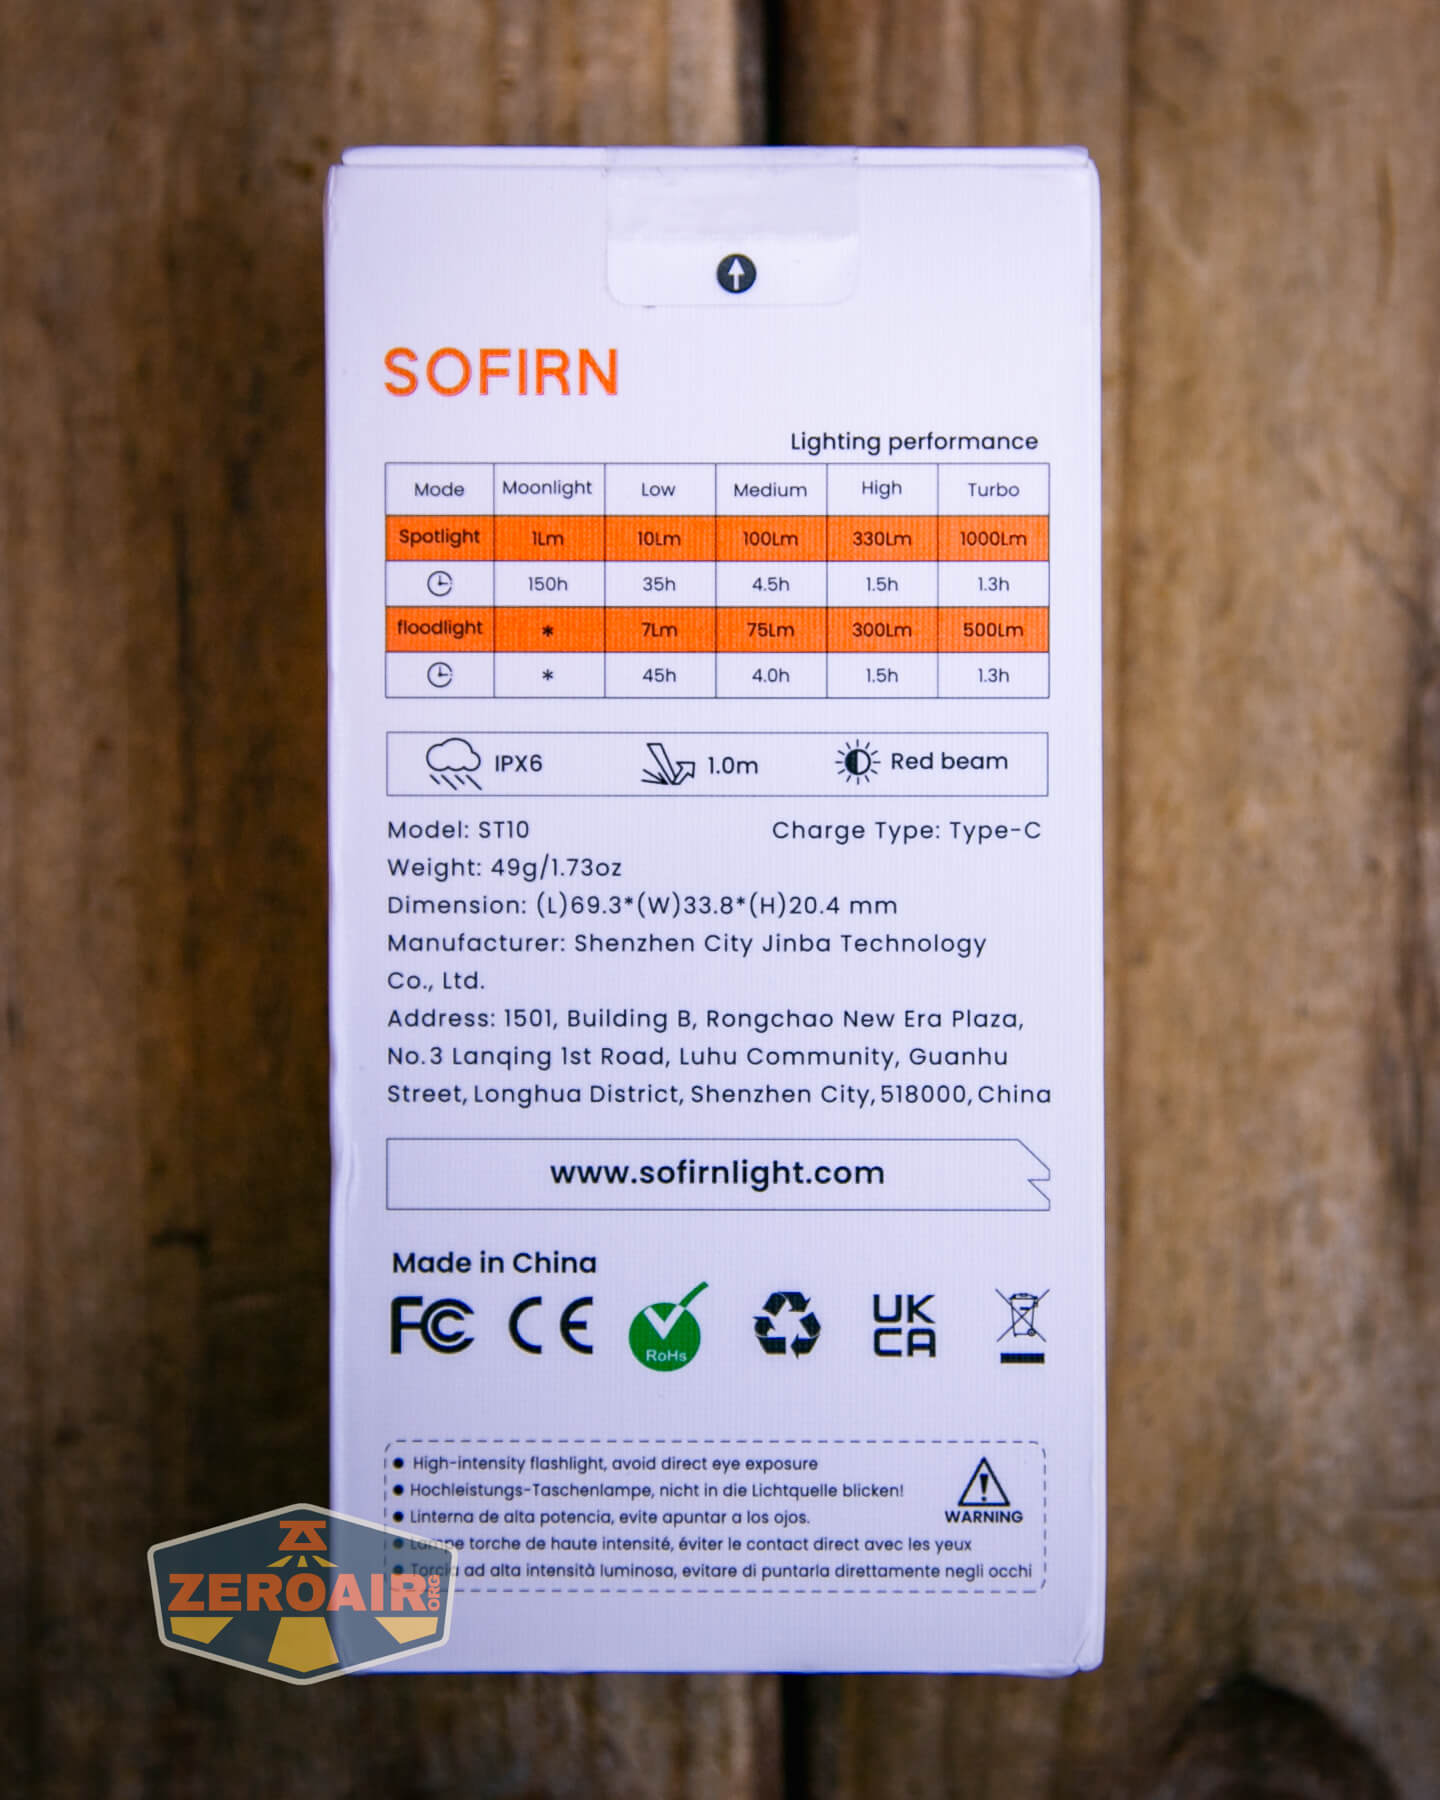 SOFIRN
Lighting performance
Mode Moonlight Low Medium High Turbo
Spotlight 1Lm 10Lm 100Lm 330Lm 1000Lm
150h 35h 4.5h 1.5h 1.3h
floodlight * 7Lm 75Lm 300Lm 500Lm
* 45h 4.0h 1.5h 1.3h
IPX6 1.0m Red beam
Model: ST10 Charge Type: Type-C
Weight: 49g/1.73oz
Dimension: (L)69.3*(W)33.8*(H)20.4 mm
Manufacturer: Shenzhen City Jinba Technology
Co., Ltd.
Address: 1501, Building B, Rongchao New Era Plaza,
No.3 Lanqing 1st Road, Luhu Community, Guanhu
Street, Longhua District, Shenzhen City, 518000, China
www.sofirnlight.com
Made in China
FC CE RoHs UK
CA
High-intensity flashlight, avoid direct eye exposure
Hochleistungs-Taschenlampe, nicht in die Lichtquelle blicken!
Linterna de alta potencia, evite apuntar a los ojos.
Lampe torche de haute intensité, éviter le contact direct avec les yeux
Torcia ad alta intensità luminosa, evitare di puntarla direttamente negli occhi
WARNING
ZEROAIR.ORG